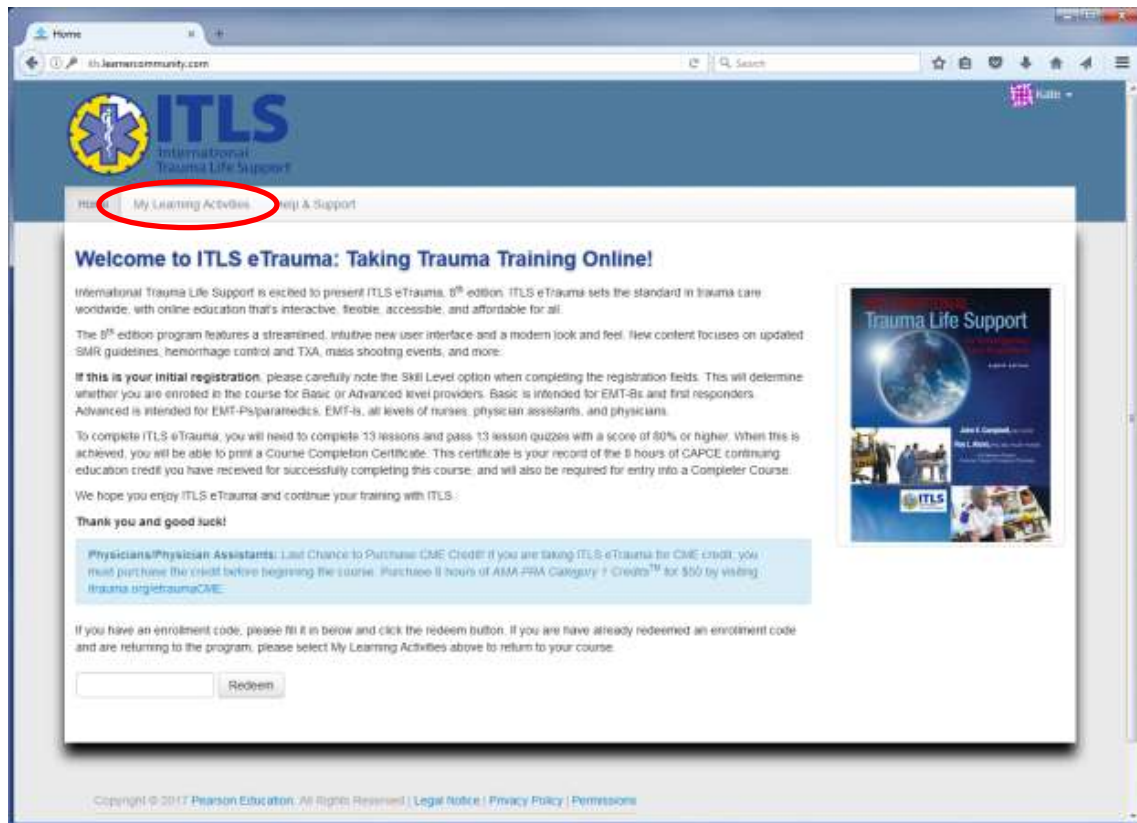 Home
itls.learnercommunity.com
Search
Kate
ITLS
International
Trauma Life Support
Home My Learning Activities Help & Support
Welcome to ITLS eTrauma: Taking Trauma Training Online!
International Trauma Life Support is excited to present ITLS eTrauma, 8th edition. ITLS eTrauma sets the standard in trauma care
worldwide, with online education that's interactive, flexible, accessible, and affordable for all.
The 8th edition program features a streamlined, intuitive new user interface and a modern look and feel. New content focuses on updated
SMR guidelines, hemorrhage control and TXA, mass shooting events, and more.
If this is your initial registration, please carefully note the Skill Level option when completing the registration fields. This will determine
whether you are enrolled in the course for Basic or Advanced level providers. Basic is intended for EMT-Bs and first responders.
Advanced is intended for EMT-Ps/paramedics, EMT-Is, all levels of nurses, physician assistants, and physicians.
To complete ITLS eTrauma, you will need to complete 13 lessons and pass 13 lesson quizzes with a score of 80% or higher. When this is
achieved, you will be able to print a Course Completion Certificate. This certificate is your record of the 8 hours of CAPCE continuing
education credit you have received for successfully completing this course, and will also be required for entry into a Completer Course.
We hope you enjoy ITLS eTrauma and continue your training with ITLS.
Thank you and good luck!
Physicians/Physician Assistants: Last Chance to Purchase CME Credit! If you are taking ITLS eTrauma for CME credit, you
must purchase the credit before beginning the course. Purchase 8 hours of AMA PRA Category 1 Credits™ for $50 by visiting
itrauma.org/etraumaCME.
If you have an enrollment code, please fill it in below and click the redeem button. If you are have already redeemed an enrollment code
and are returning to the program, please select My Learning Activities above to return to your course.
Redeem
Trauma Life Support
John E. Campbell
ITLS
Copyright © 2017 Pearson Education. All Rights Reserved | Legal Notice | Privacy Policy | Permissions